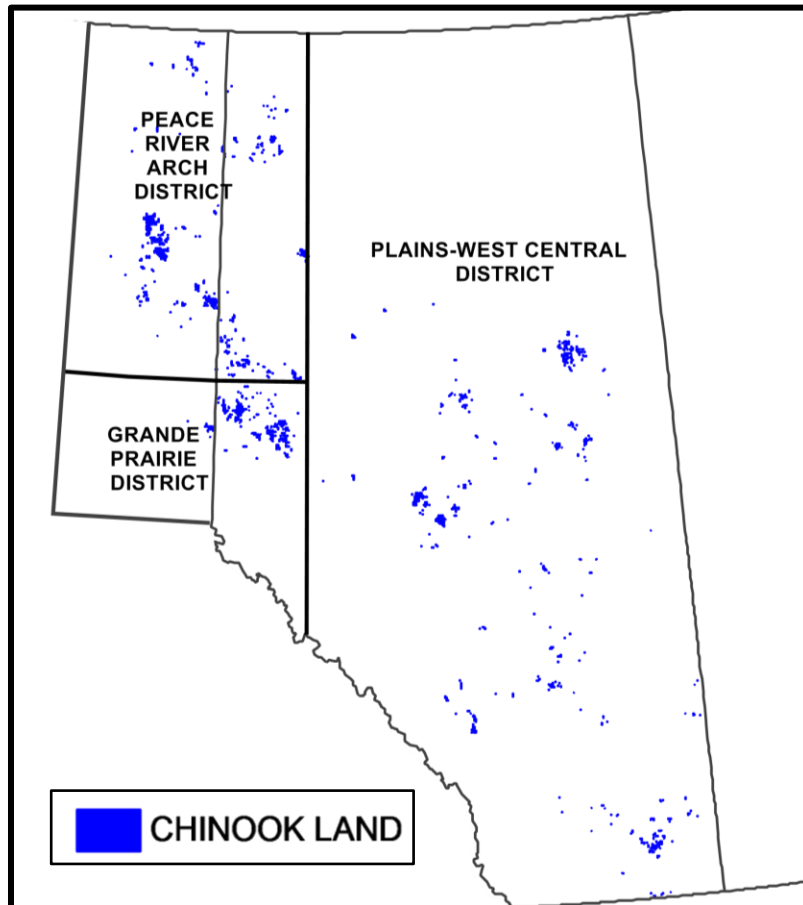 PEACE
RIVER
ARCH
DISTRICT
PLAINS-WEST CENTRAL
DISTRICT
GRANDE
PRAIRIE
DISTRICT
CHINOOK LAND